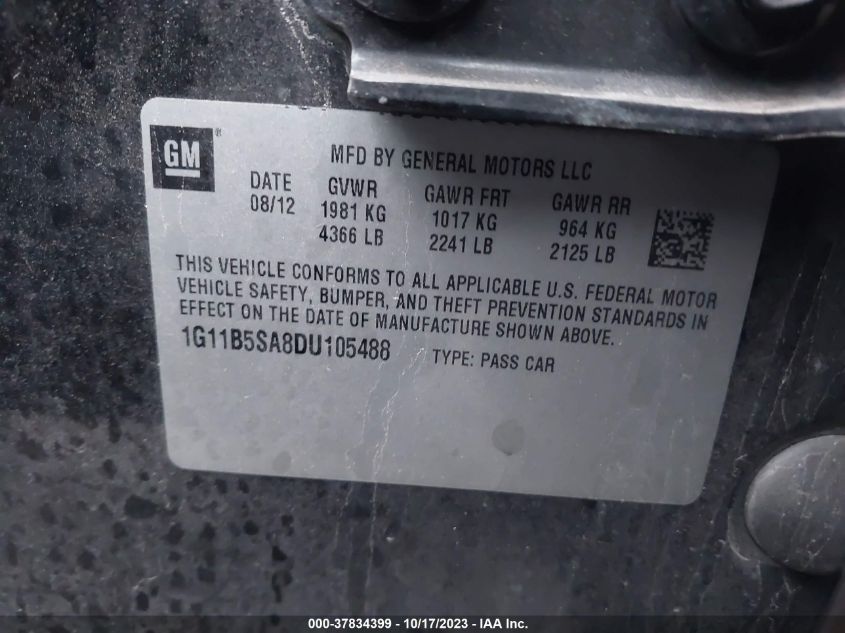 GM®
MFD BY GENERAL MOTORS LLC
DATE GVWR GAWR FRT GAWR RR
08/12 1981 KG 1017 KG 964 KG
4366 LB 2241 LB 2125 LB
THIS VEHICLE CONFORMS TO ALL APPLICABLE U.S. FEDERAL MOTOR
VEHICLE SAFETY, BUMPER, AND THEFT PREVENTION STANDARDS IN
EFFECT ON THE DATE OF MANUFACTURE SHOWN ABOVE.
1G11B5SA8DU105488 TYPE: PASS CAR
000-37834399 - 10/17/2023 - IAA Inc.